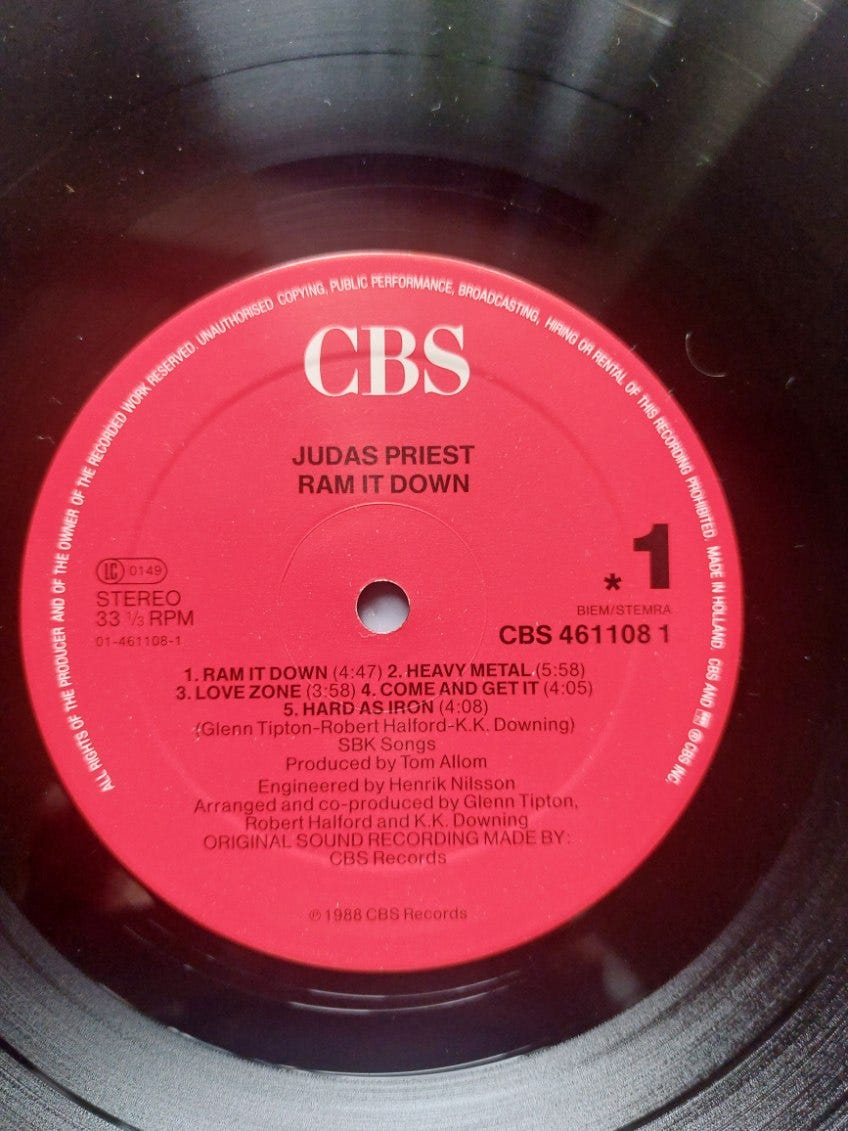 ALL RIGHTS OF THE PRODUCER AND OF THE OWNER OF THE RECORDED WORK RESERVED. UNAUTHORISED COPYING, PUBLIC PERFORMANCE, BROADCASTING, HIRING OR RENTAL OF THIS RECORDING PROHIBITED. MADE IN HOLLAND. CBS AND ® CBS INC.
CBS
JUDAS PRIEST
RAM IT DOWN
LC 0149
STEREO
33 1/3 RPM
01-461108-1
* 1
BIEM/STEMRA
CBS 461108 1
1. RAM IT DOWN (4:47) 2. HEAVY METAL (5:58)
3. LOVE ZONE (3:58) 4. COME AND GET IT (4:05)
5. HARD AS IRON (4:08)
(Glenn Tipton-Robert Halford-K.K. Downing)
SBK Songs
Produced by Tom Allom
Engineered by Henrik Nilsson
Arranged and co-produced by Glenn Tipton,
Robert Halford and K.K. Downing
ORIGINAL SOUND RECORDING MADE BY:
CBS Records
℗ 1988 CBS Records